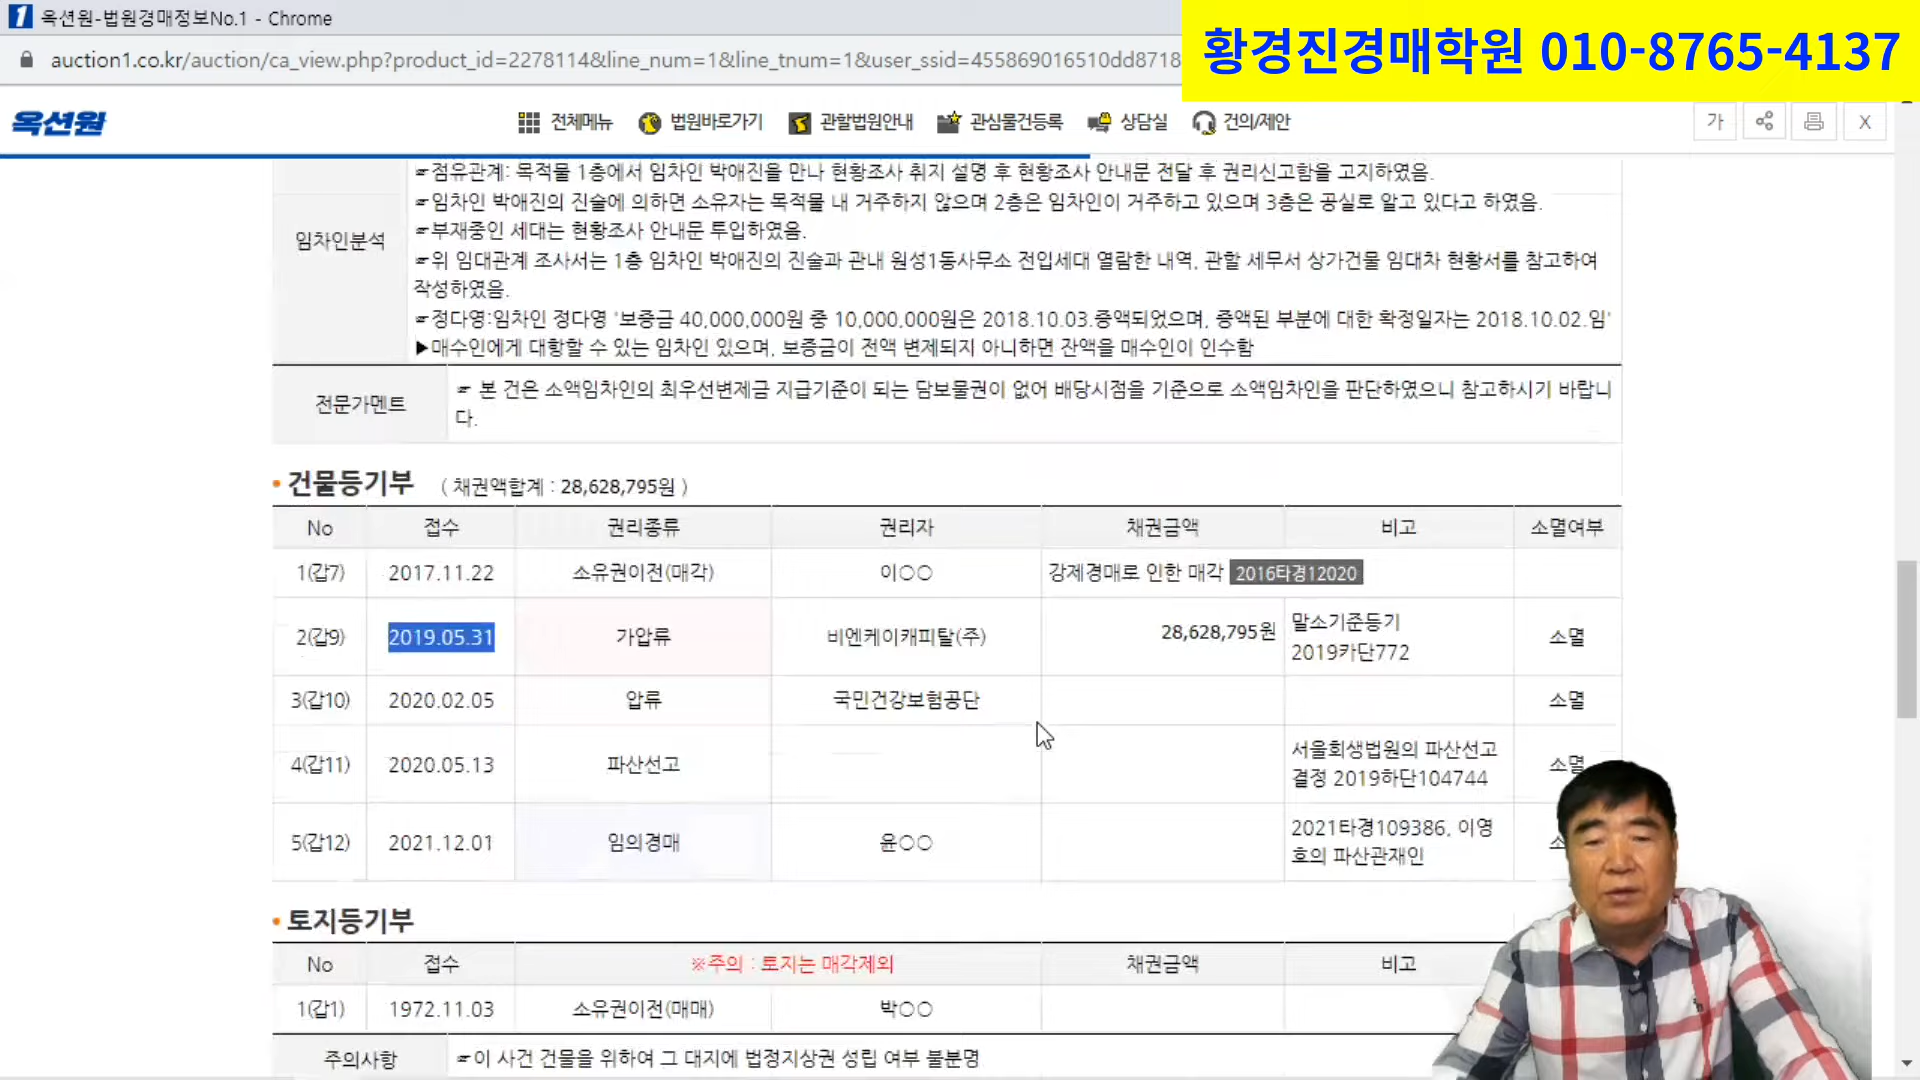 옥션원-법원경매정보No.1 - Chrome
auction1.co.kr/auction/ca_view.php?product_id=2278114&line_num=1&line_tnum=1&user_ssid=455869016510dd8718
황경진경매학원 010-8765-4137
옥션원
전체메뉴 법원바로가기 관할법원안내 관심물건등록 상담실 건의/제안
가 X
☞점유관계: 목적물 1층에서 임차인 박애진을 만나 현황조사 취지 설명 후 현황조사 안내문 전달 후 권리신고함을 고지하였음.
☞임차인 박애진의 진술에 의하면 소유자는 목적물 내 거주하지 않으며 2층은 임차인이 거주하고 있으며 3층은 공실로 알고 있다고 하였음.
임차인분석
☞부재중인 세대는 현황조사 안내문 투입하였음.
☞위 임대관계 조사서는 1층 임차인 박애진의 진술과 관내 원성1동사무소 전입세대 열람한 내역, 관할 세무서 상가건물 임대차 현황서를 참고하여
작성하였음.
☞정다영:임차인 정다영 '보증금 40,000,000원 중 10,000,000원은 2018.10.03.증액되었으며, 증액된 부분에 대한 확정일자는 2018.10.02.임'
▶매수인에게 대항할 수 있는 임차인 있으며, 보증금이 전액 변제되지 아니하면 잔액을 매수인이 인수함
전문가멘트
☞ 본 건은 소액임차인의 최우선변제금 지급기준이 되는 담보물권이 없어 배당시점을 기준으로 소액임차인을 판단하였으니 참고하시기 바랍니
다.
• 건물등기부 ( 채권액합계 : 28,628,795원 )
No 접수 권리종류 권리자 채권금액 비고 소멸여부
1(갑7) 2017.11.22 소유권이전(매각) 이○○ 강제경매로 인한 매각 2016타경12020
2(갑9) 2019.05.31 가압류 비엔케이캐피탈(주) 28,628,795원 말소기준등기
2019카단772 소멸
3(갑10) 2020.02.05 압류 국민건강보험공단 소멸
4(갑11) 2020.05.13 파산선고 서울회생법원의 파산선고
결정 2019하단104744 소멸
5(갑12) 2021.12.01 임의경매 윤○○ 2021타경109386, 이영
호의 파산관재인 소
• 토지등기부
No 접수 ※주의 : 토지는 매각제외 채권금액 비고
1(갑1) 1972.11.03 소유권이전(매매) 박○○
주의사항 ☞이 사건 건물을 위하여 그 대지에 법정지상권 성립 여부 불분명